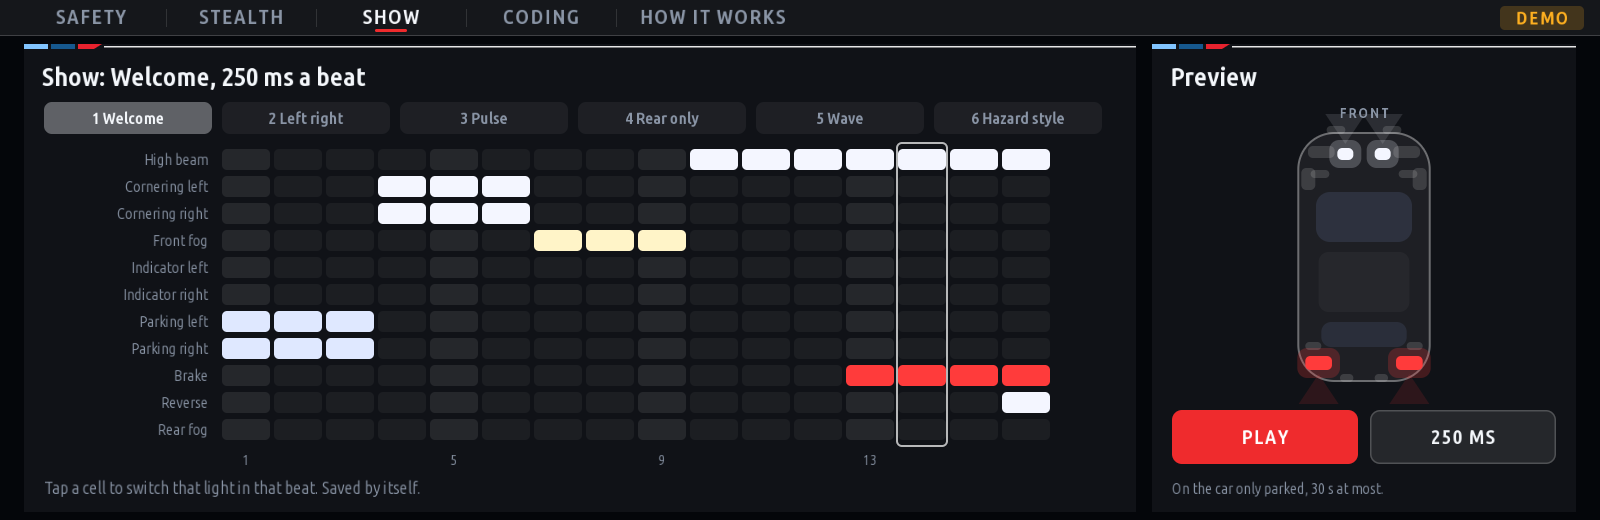 SAFETY
STEALTH
SHOW
CODING
HOW IT WORKS
DEMO
Show: Welcome, 250 ms a beat
1 Welcome
2 Left right
3 Pulse
4 Rear only
5 Wave
6 Hazard style
High beam
Cornering left
Cornering right
Front fog
Indicator left
Indicator right
Parking left
Parking right
Brake
Reverse
Rear fog
1 5 9 13
Tap a cell to switch that light in that beat. Saved by itself.
Preview
FRONT
PLAY
250 MS
On the car only parked, 30 s at most.